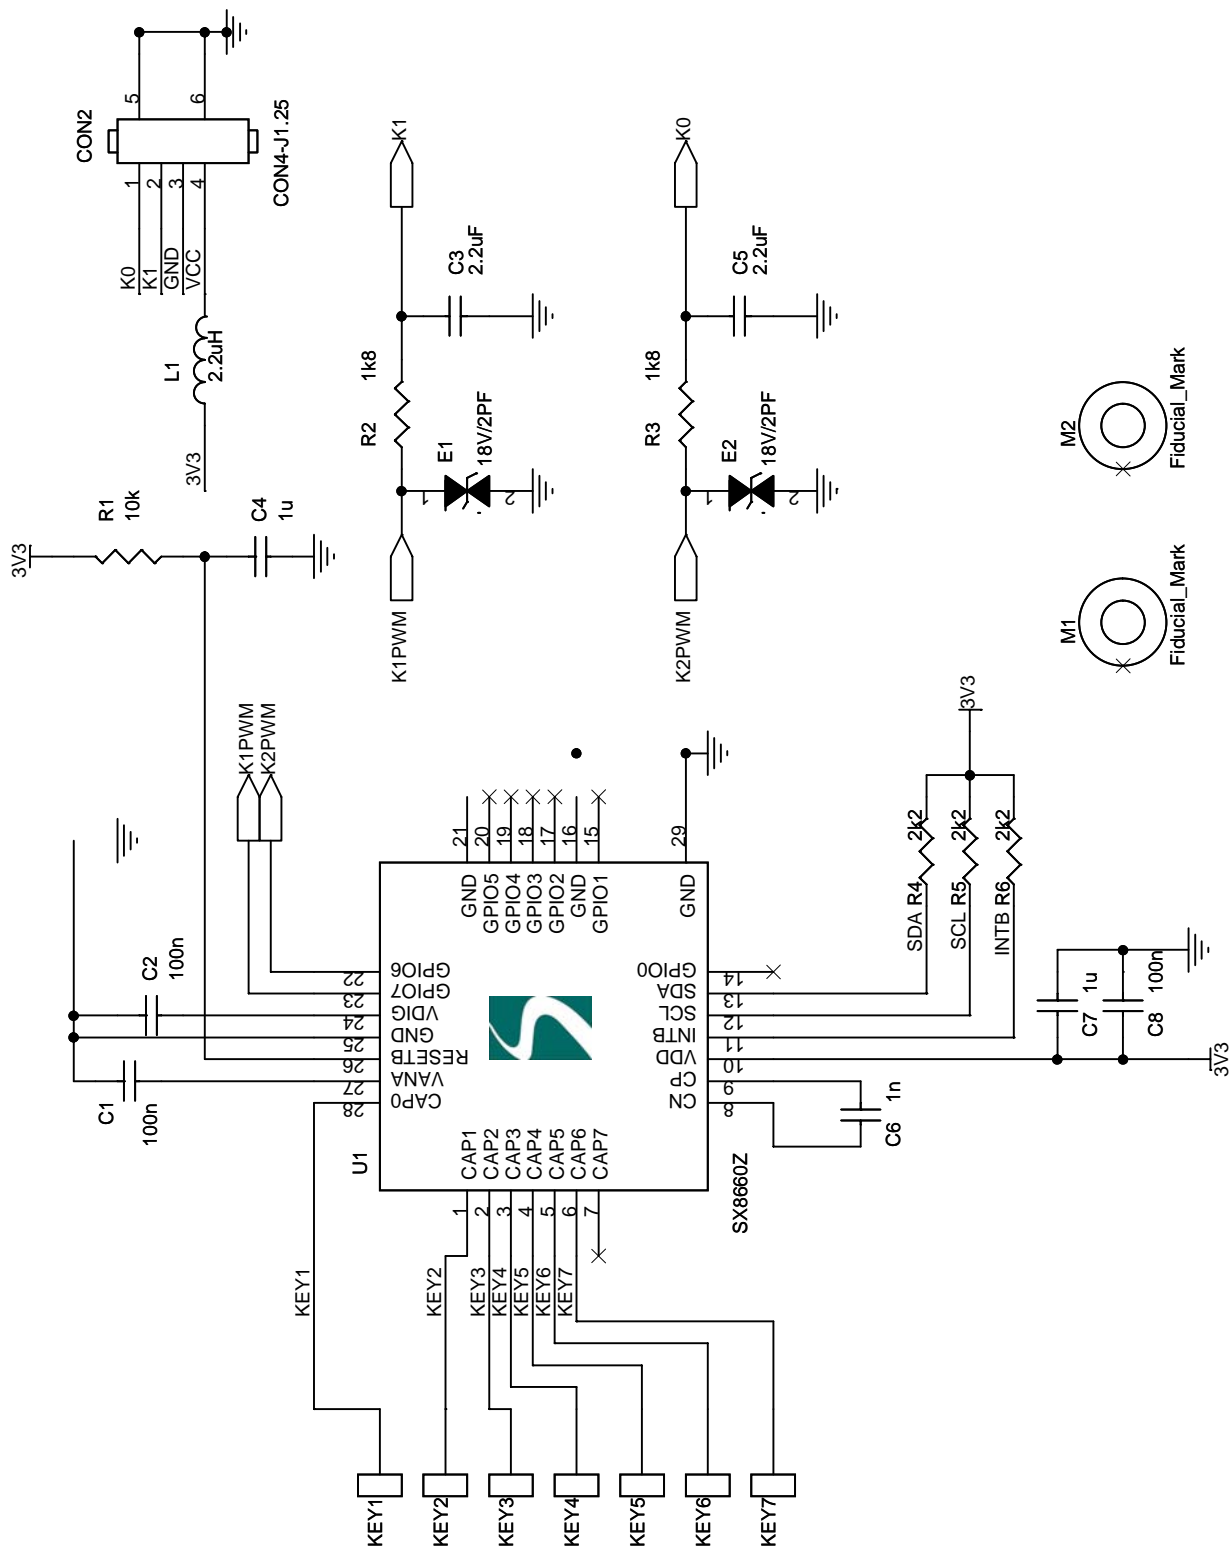 CON2
5
6
1
2
3
4
CON4-J1.25
K0
K1
GND
VCC
L1
2.2uH
3V3
3V3
R1
10k
C4
1u
K1PWM
R2
1k8
E1
18V/2PF
1
2
C3
2.2uF
K1
K2PWM
R3
1k8
E2
18V/2PF
1
2
C5
2.2uF
K0
M2
Fiducial_Mark
M1
Fiducial_Mark
K1PWM
K2PWM
C2
100n
C1
100n
U1
SX8660Z
22
23
24
25
26
27
28
GPIO6
GPIO7
VDIG
GND
RESETB
VANA
CAP0
21
20
19
18
17
16
15
29
GND
GPIO5
GPIO4
GPIO3
GPIO2
GND
GPIO1
GND
GPIO0
SDA
SCL
INTB
VDD
CP
CN
14
13
12
11
10
9
8
CAP1
CAP2
CAP3
CAP4
CAP5
CAP6
CAP7
1
2
3
4
5
6
7
3V3
SDA R4 2k2
SCL R5 2k2
INTB R6 2k2
C7
1u
C8
100n
3V3
C6
1n
KEY1
KEY2
KEY3
KEY4
KEY5
KEY6
KEY7
KEY1
KEY2
KEY3
KEY4
KEY5
KEY6
KEY7